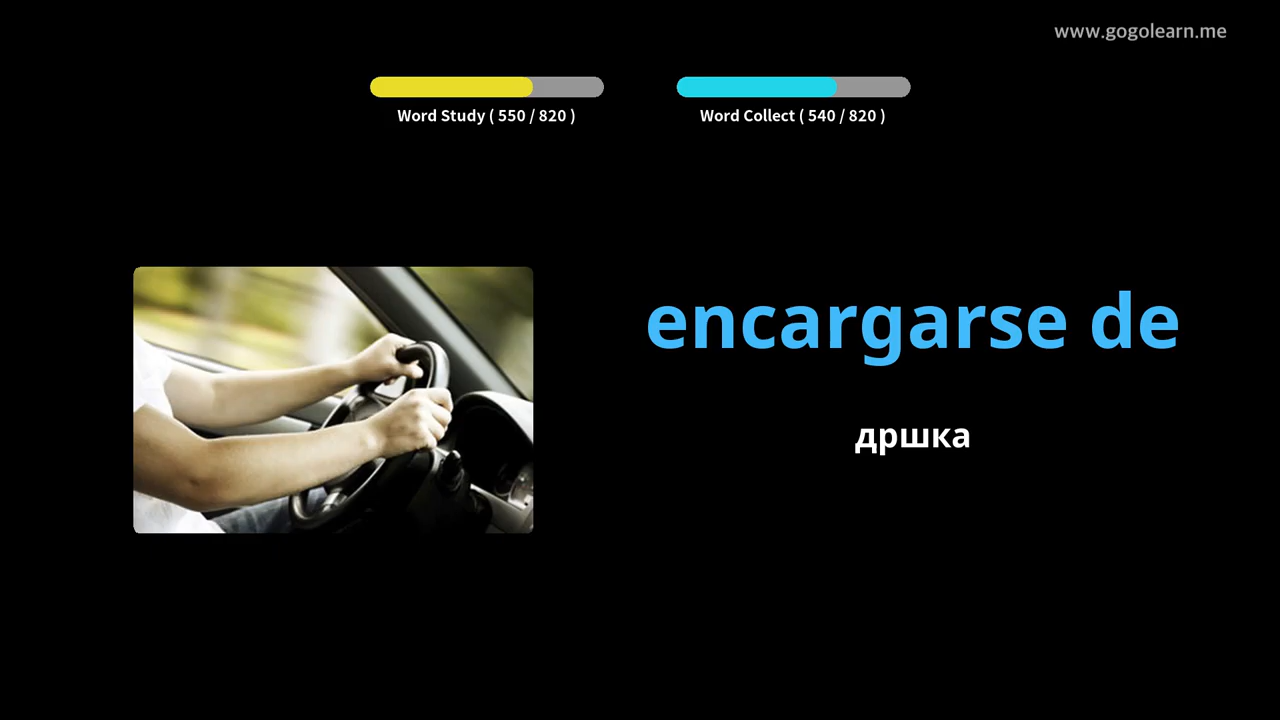 www.gogolearn.me
Word Study ( 550 / 820 )
Word Collect ( 540 / 820 )
encargarse de
дршка